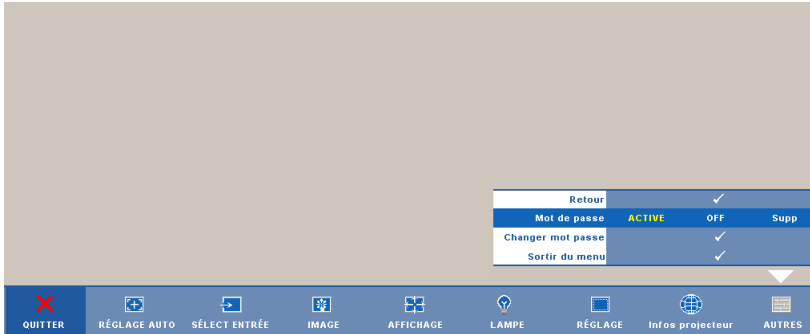 Retour
Mot de passe ACTIVE OFF Supp
Changer mot passe
Sortir du menu
QUITTER RÉGLAGE AUTO SÉLECT ENTRÉE IMAGE AFFICHAGE LAMPE RÉGLAGE Infos projecteur AUTRES